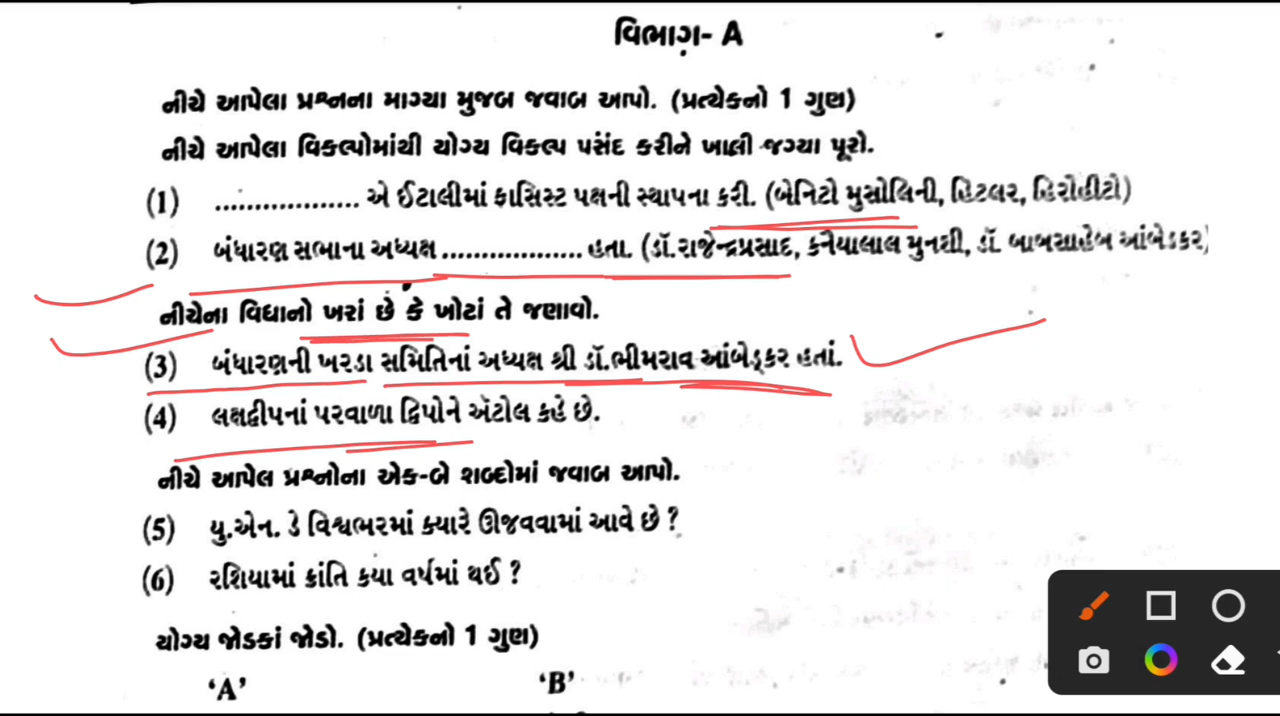 વિભાગ- A
નીચે આપેલા પ્રશ્નના માગ્યા મુજબ જવાબ આપો. (પ્રત્યેકનો 1 ગુણ)
નીચે આપેલા વિકલ્પોમાંથી યોગ્ય વિકલ્પ પસંદ કરીને ખાલી જગ્યા પૂરો.
(1) .................. એ ઈટાલીમાં ફાસિસ્ટ પક્ષની સ્થાપના કરી. (બેનિટો મુસોલિની, હિટલર, હિરોહીટો)
(2) બંધારણ સભાના અધ્યક્ષ .................. હતા. (ડૉ.રાજેન્દ્રપ્રસાદ, કનૈયાલાલ મુનશી, ડૉ. બાબસાહેબ આંબેડકર)
નીચેના વિધાનો ખરાં છે કે ખોટાં તે જણાવો.
(3) બંધારણની ખરડા સમિતિનાં અધ્યક્ષ શ્રી ડૉ.ભીમરાવ આંબેડ્કર હતાં.
(4) લક્ષદ્વીપનાં પરવાળા દ્વિપોને ઍટોલ કહે છે.
નીચે આપેલ પ્રશ્નોના એક-બે શબ્દોમાં જવાબ આપો.
(5) યુ.એન. ડે વિશ્વભરમાં ક્યારે ઊજવવામાં આવે છે ?
(6) રશિયામાં ક્રાંતિ કયા વર્ષમાં થઈ ?
યોગ્ય જોડકાં જોડો. (પ્રત્યેકનો 1 ગુણ)
‘A’ ‘B’